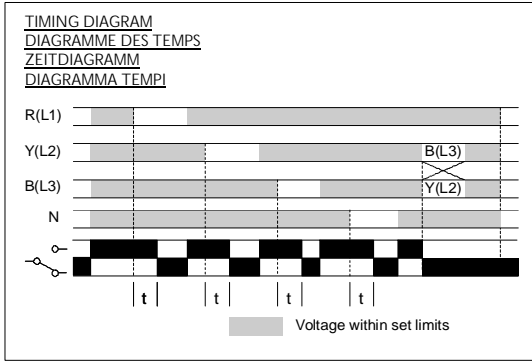 TIMING DIAGRAM
DIAGRAMME DES TEMPS
ZEITDIAGRAMM
DIAGRAMMA TEMPI
R(L1)
Y(L2) B(L3)
B(L3) Y(L2)
N
t t t t
Voltage within set limits